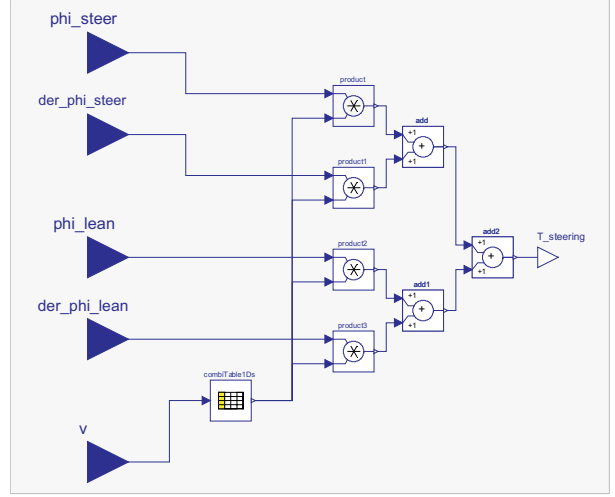 phi_steer
product
der_phi_steer
add
+1
+
+1
product1
phi_lean
add2
T_steering
product2
+1
+
+1
add1
der_phi_lean
+1
+
+1
product3
combiTable1Ds
v